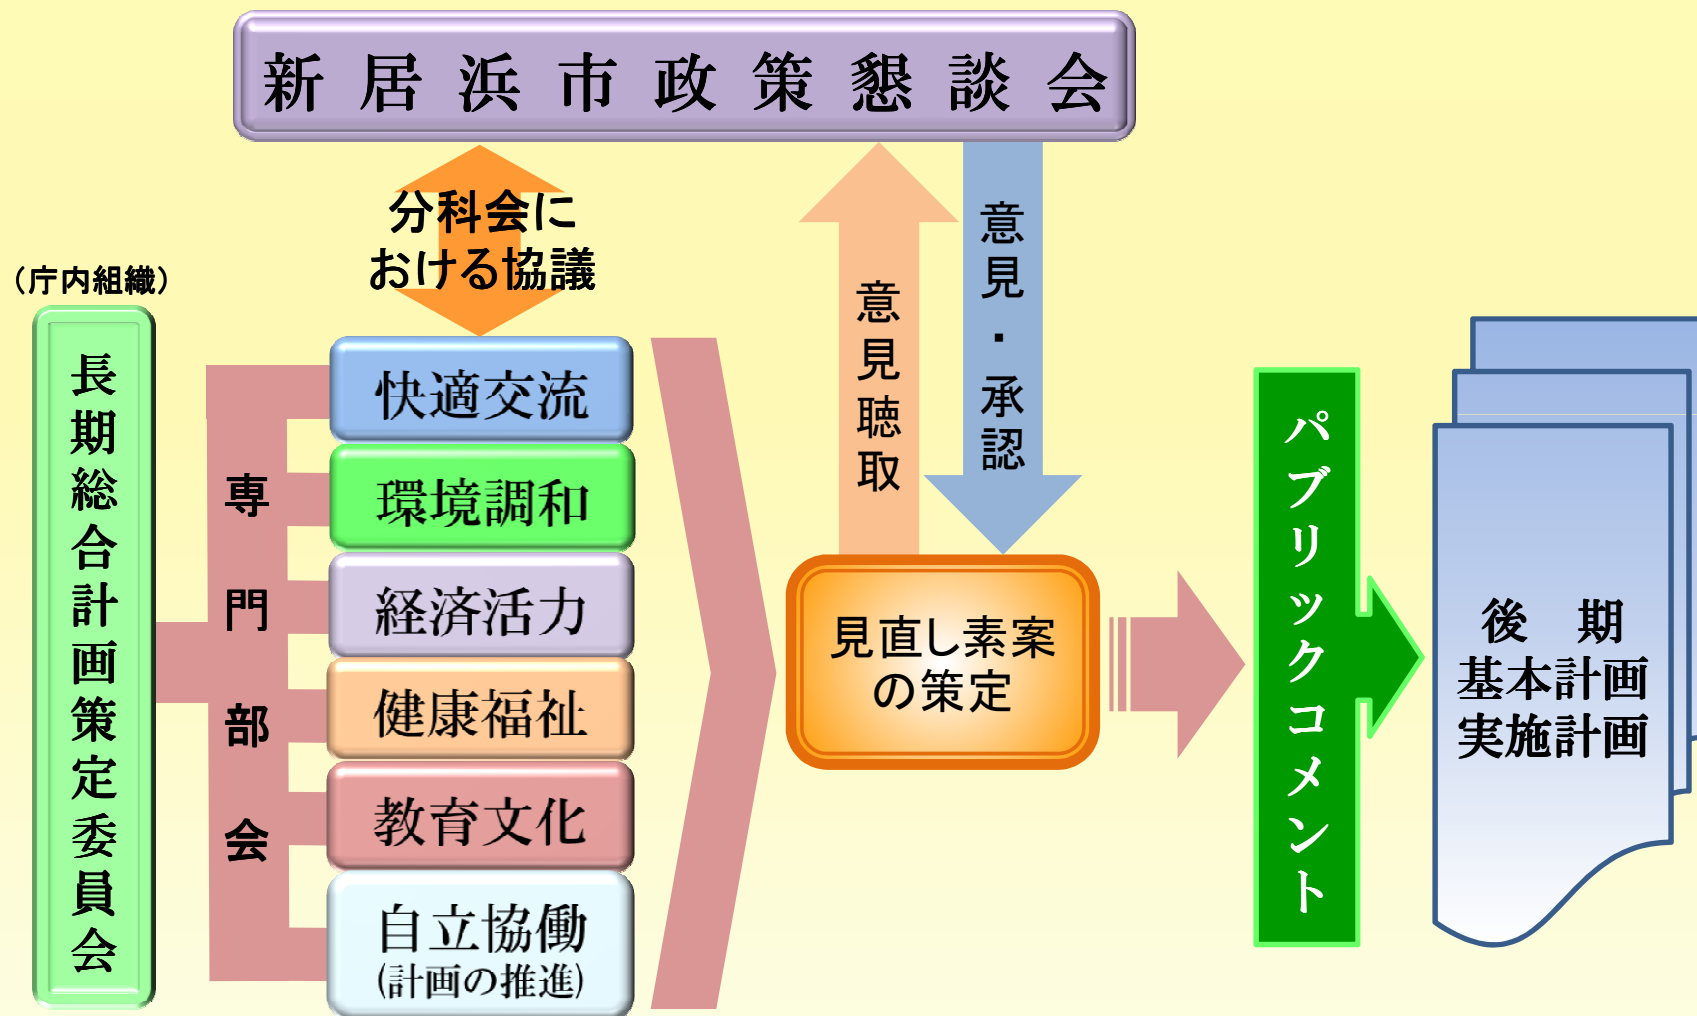 新居浜市政策懇談会
分科会に
おける協議
（庁内組織）
長期総合計画策定委員会
専門部会
快適交流
環境調和
経済活力
健康福祉
教育文化
自立協働
(計画の推進)
意見聴取
意見・承認
見直し素案
の策定
パブリックコメント
後　期
基本計画
実施計画